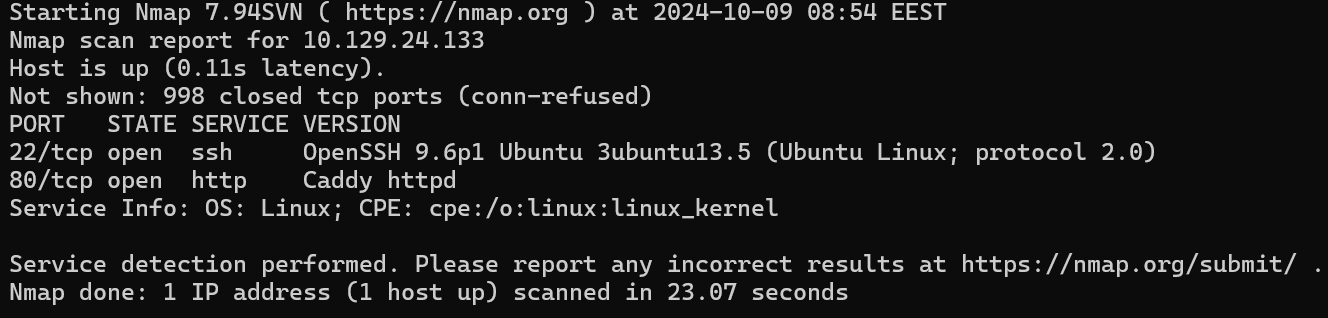 Starting Nmap 7.94SVN ( https://nmap.org ) at 2024-10-09 08:54 EEST
Nmap scan report for 10.129.24.133
Host is up (0.11s latency).
Not shown: 998 closed tcp ports (conn-refused)
PORT   STATE SERVICE VERSION
22/tcp open  ssh     OpenSSH 9.6p1 Ubuntu 3ubuntu13.5 (Ubuntu Linux; protocol 2.0)
80/tcp open  http    Caddy httpd
Service Info: OS: Linux; CPE: cpe:/o:linux:linux_kernel

Service detection performed. Please report any incorrect results at https://nmap.org/submit/ .
Nmap done: 1 IP address (1 host up) scanned in 23.07 seconds